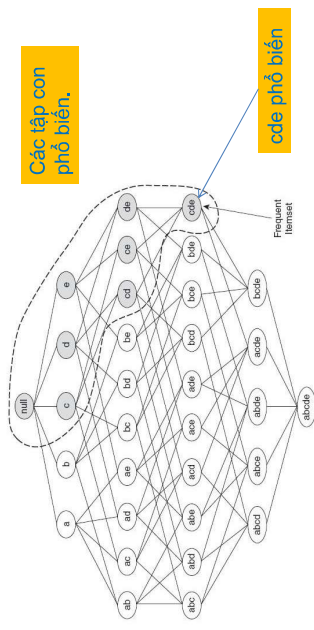 Các tập con
phổ biến.
cde phổ biến
null
a b c d e
ab ac ad ae bc bd be cd ce de
abc abd abe acd ace ade bcd bce bde cde
Frequent
Itemset
abcd abce abde acde bcde
abcde